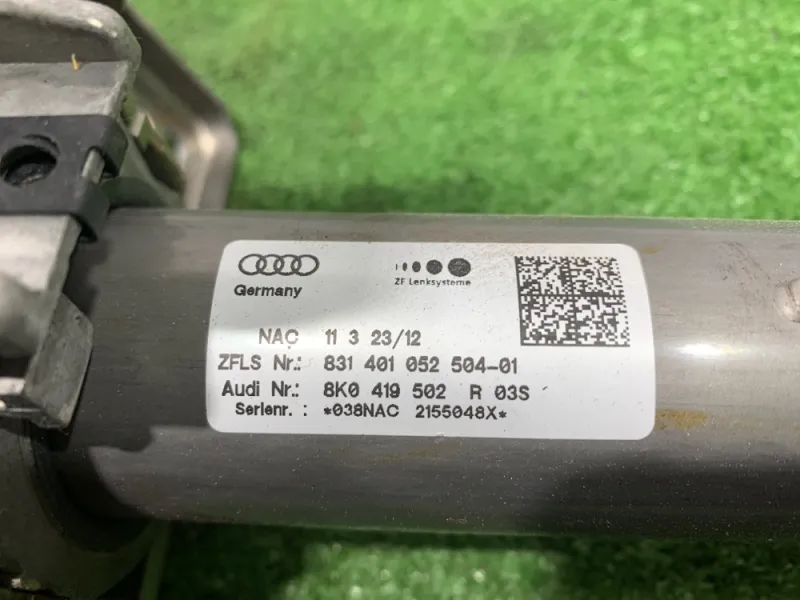 Germany
ZF Lenksysteme
NAC 11 3 23/12
ZFLS Nr.: 831 401 052 504-01
Audi Nr.: 8K0 419 502 R 03S
Serienr. : *038NAC 2155048X*